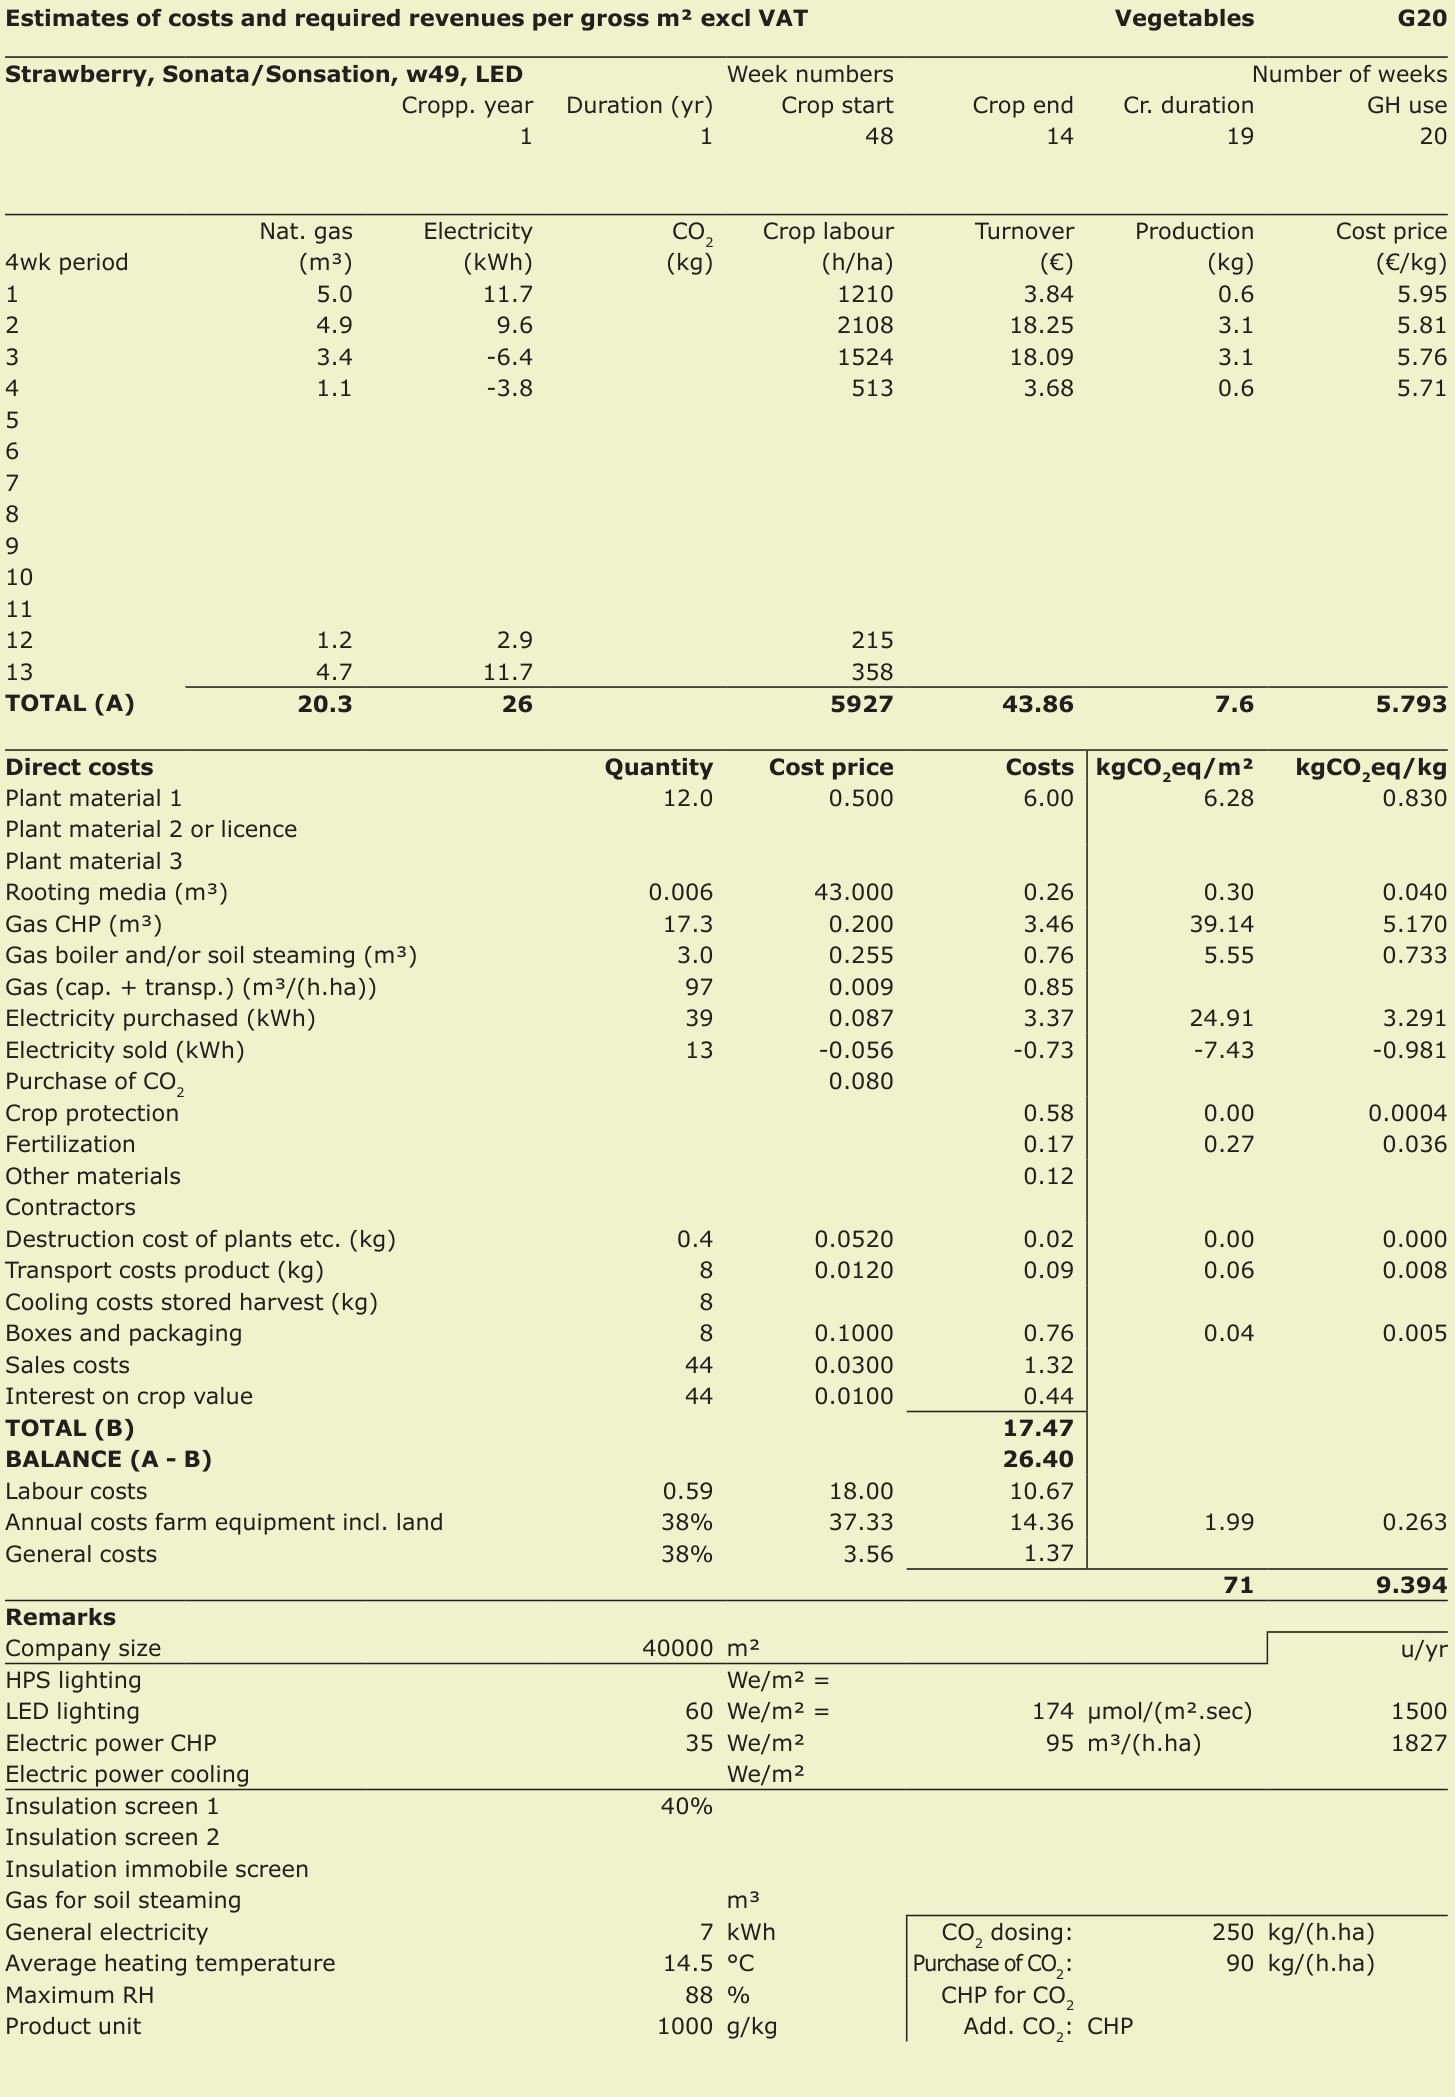 Estimates of costs and required revenues per gross m² excl VAT Vegetables G20
Strawberry, Sonata/Sonsation, w49, LED Week numbers Number of weeks
Cropp. year Duration (yr) Crop start Crop end Cr. duration GH use
1 1 48 14 19 20
Nat. gas Electricity CO₂ Crop labour Turnover Production Cost price
4wk period (m³) (kWh) (kg) (h/ha) (€) (kg) (€/kg)
1 5.0 11.7 1210 3.84 0.6 5.95
2 4.9 9.6 2108 18.25 3.1 5.81
3 3.4 -6.4 1524 18.09 3.1 5.76
4 1.1 -3.8 513 3.68 0.6 5.71
5
6
7
8
9
10
11
12 1.2 2.9 215
13 4.7 11.7 358
TOTAL (A) 20.3 26 5927 43.86 7.6 5.793
Direct costs Quantity Cost price Costs kgCO₂eq/m² kgCO₂eq/kg
Plant material 1 12.0 0.500 6.00 6.28 0.830
Plant material 2 or licence
Plant material 3
Rooting media (m³) 0.006 43.000 0.26 0.30 0.040
Gas CHP (m³) 17.3 0.200 3.46 39.14 5.170
Gas boiler and/or soil steaming (m³) 3.0 0.255 0.76 5.55 0.733
Gas (cap. + transp.) (m³/(h.ha)) 97 0.009 0.85
Electricity purchased (kWh) 39 0.087 3.37 24.91 3.291
Electricity sold (kWh) 13 -0.056 -0.73 -7.43 -0.981
Purchase of CO₂ 0.080
Crop protection 0.58 0.00 0.0004
Fertilization 0.17 0.27 0.036
Other materials 0.12
Contractors
Destruction cost of plants etc. (kg) 0.4 0.0520 0.02 0.00 0.000
Transport costs product (kg) 8 0.0120 0.09 0.06 0.008
Cooling costs stored harvest (kg) 8
Boxes and packaging 8 0.1000 0.76 0.04 0.005
Sales costs 44 0.0300 1.32
Interest on crop value 44 0.0100 0.44
TOTAL (B) 17.47
BALANCE (A - B) 26.40
Labour costs 0.59 18.00 10.67
Annual costs farm equipment incl. land 38% 37.33 14.36 1.99 0.263
General costs 38% 3.56 1.37
71 9.394
Remarks
Company size 40000 m² u/yr
HPS lighting We/m² =
LED lighting 60 We/m² = 174 µmol/(m².sec) 1500
Electric power CHP 35 We/m² 95 m³/(h.ha) 1827
Electric power cooling We/m²
Insulation screen 1 40%
Insulation screen 2
Insulation immobile screen
Gas for soil steaming m³
General electricity 7 kWh CO₂ dosing: 250 kg/(h.ha)
Average heating temperature 14.5 °C Purchase of CO₂: 90 kg/(h.ha)
Maximum RH 88 % CHP for CO₂
Product unit 1000 g/kg Add. CO₂: CHP